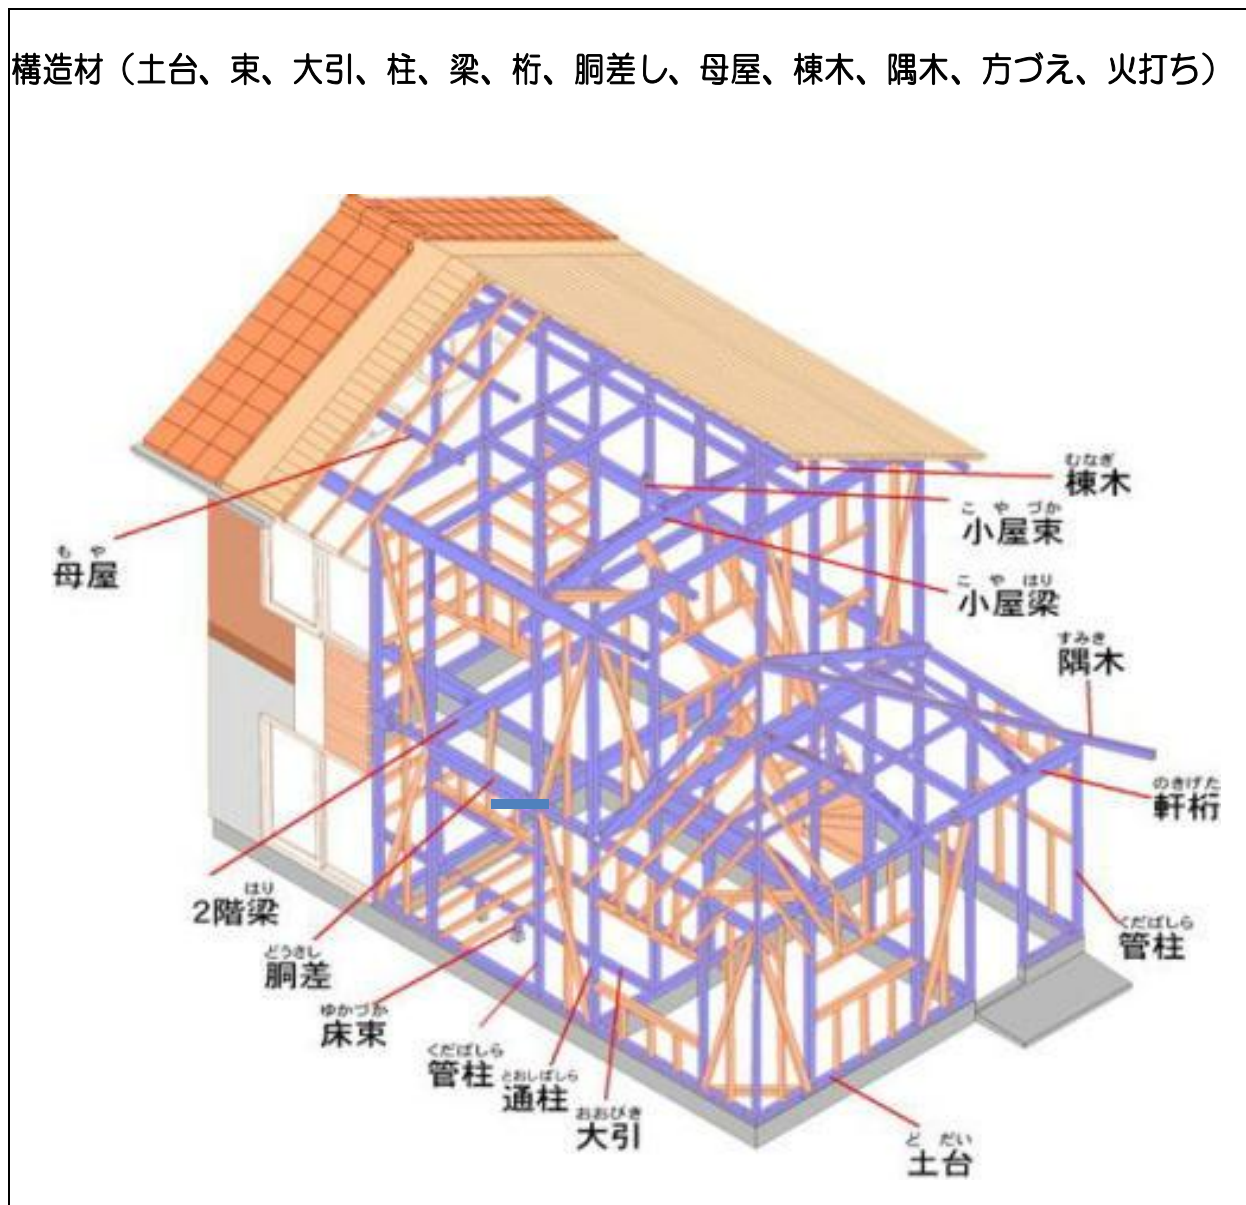 構造材（土台、束、大引、柱、梁、桁、胴差し、母屋、棟木、隅木、方づえ、火打ち）
むなぎ
棟木
こ や づか
小屋束
も や
母屋
こ や はり
小屋梁
すみき
隅木
のきげた
軒桁
はり
2階梁
くだばしら
管柱
どうさし
胴差
ゆかづか
床束
くだばしら
管柱
とおしばしら
通柱
おおびき
大引
ど だい
土台